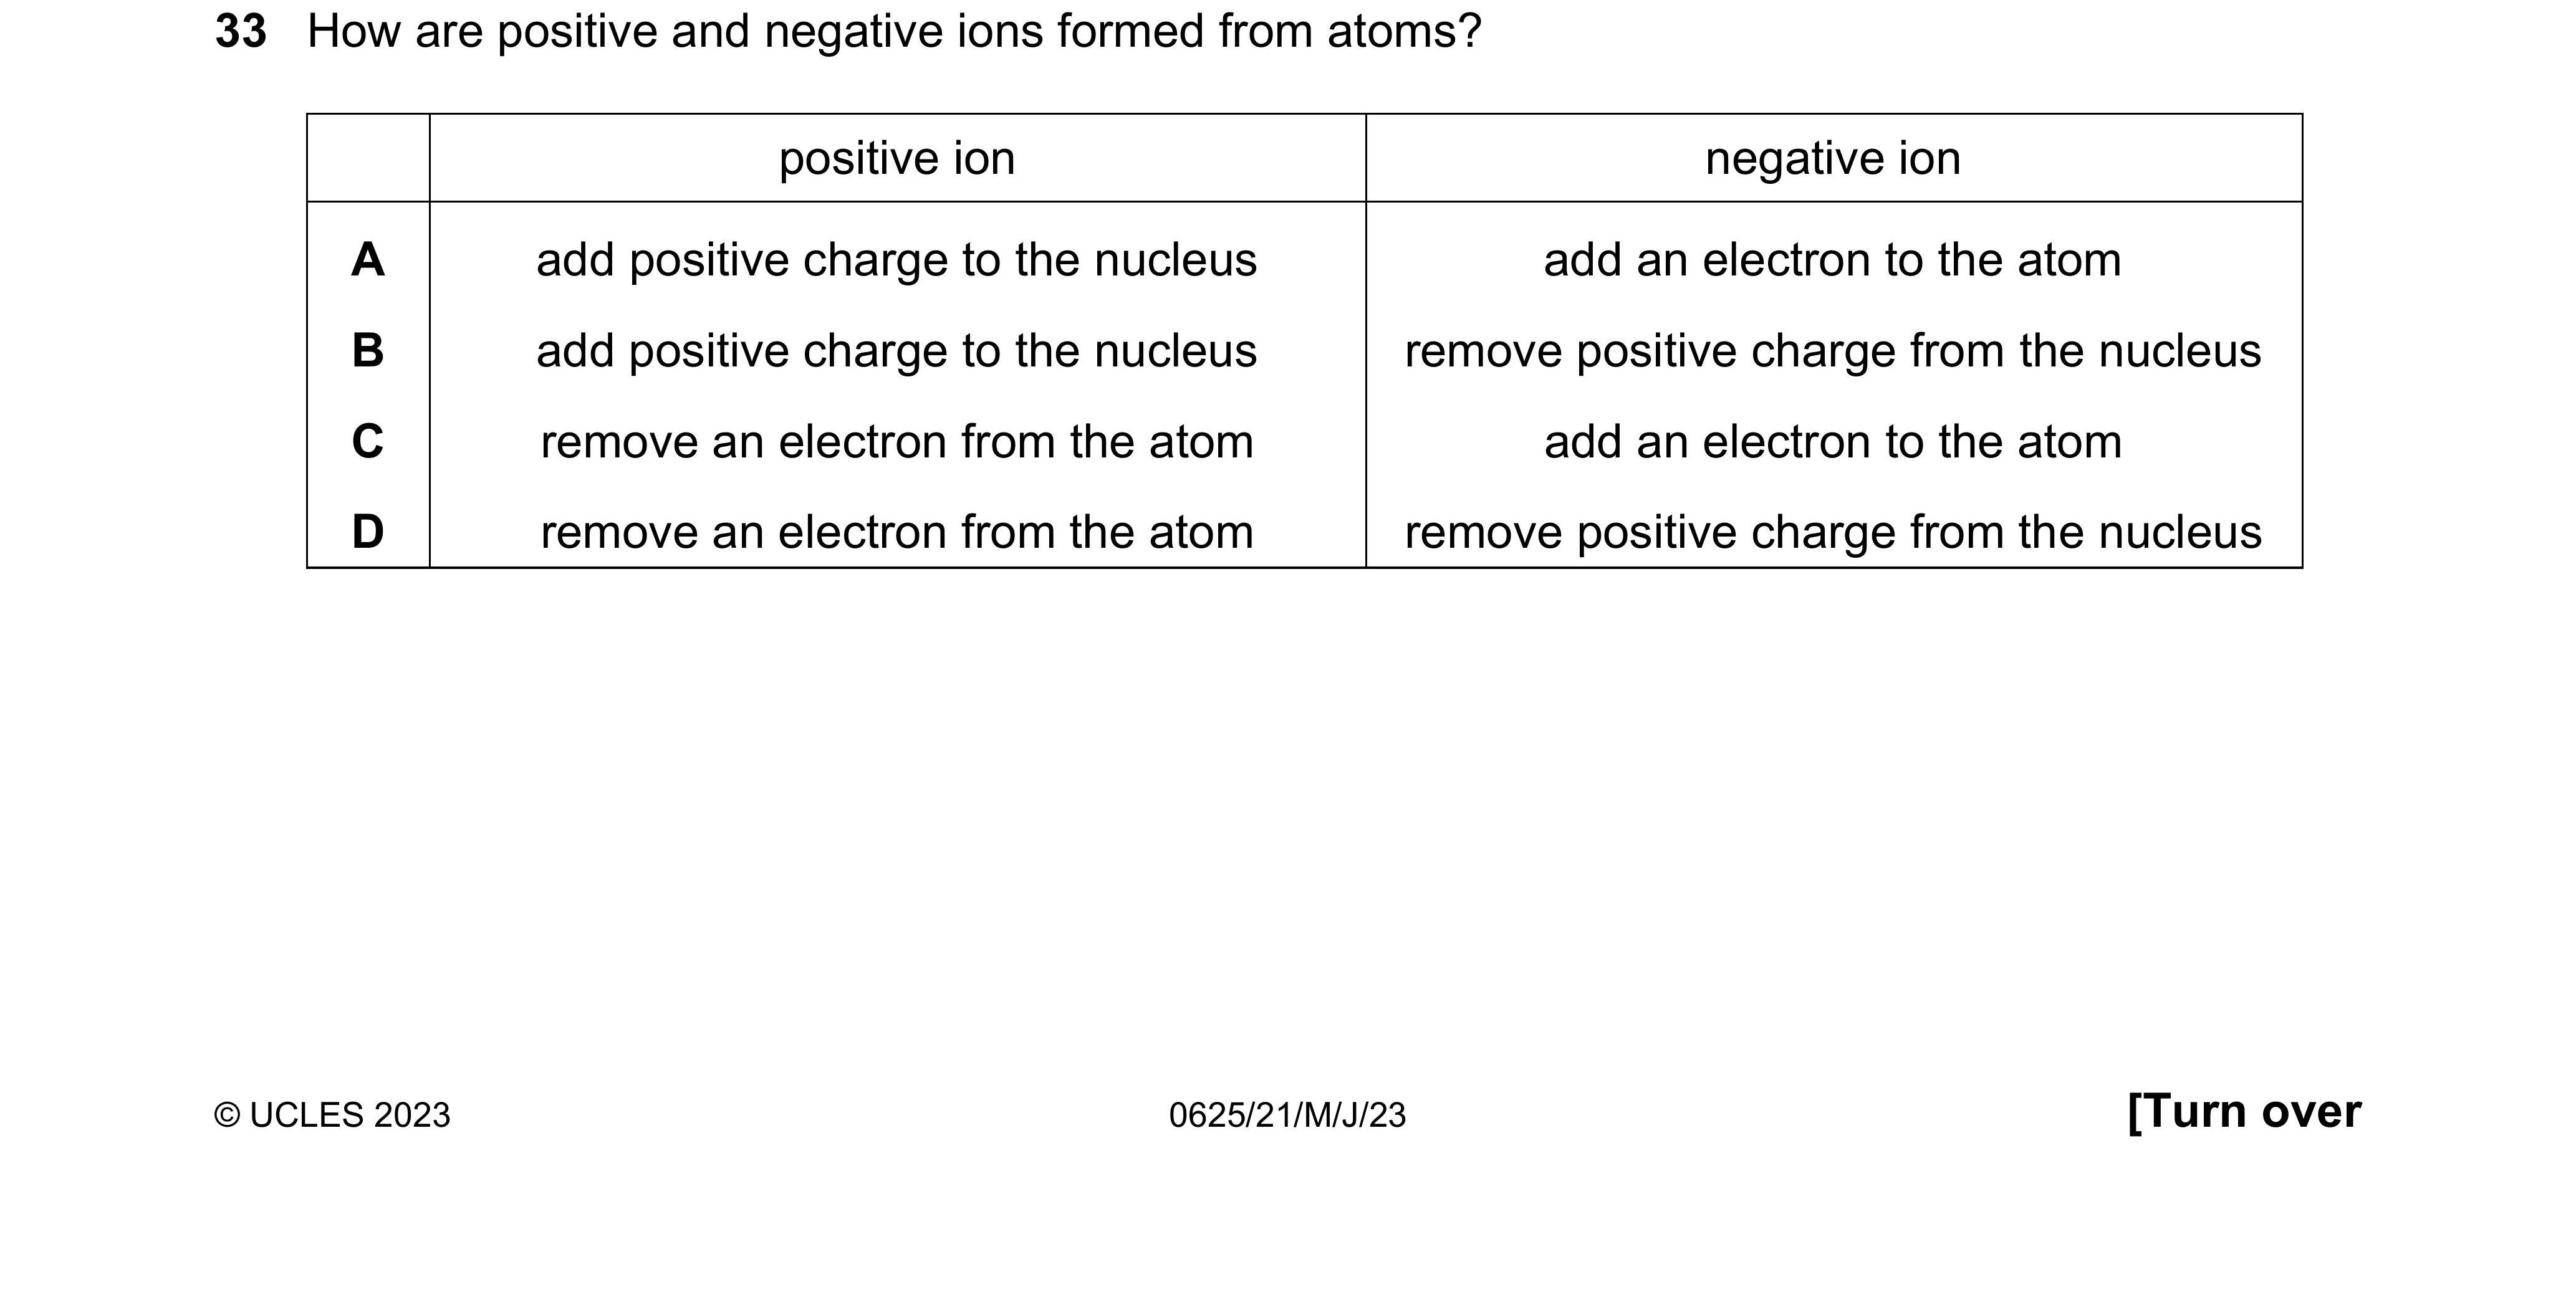 33 How are positive and negative ions formed from atoms?
positive ion negative ion
A add positive charge to the nucleus add an electron to the atom
B add positive charge to the nucleus remove positive charge from the nucleus
C remove an electron from the atom add an electron to the atom
D remove an electron from the atom remove positive charge from the nucleus
© UCLES 2023 0625/21/M/J/23 [Turn over